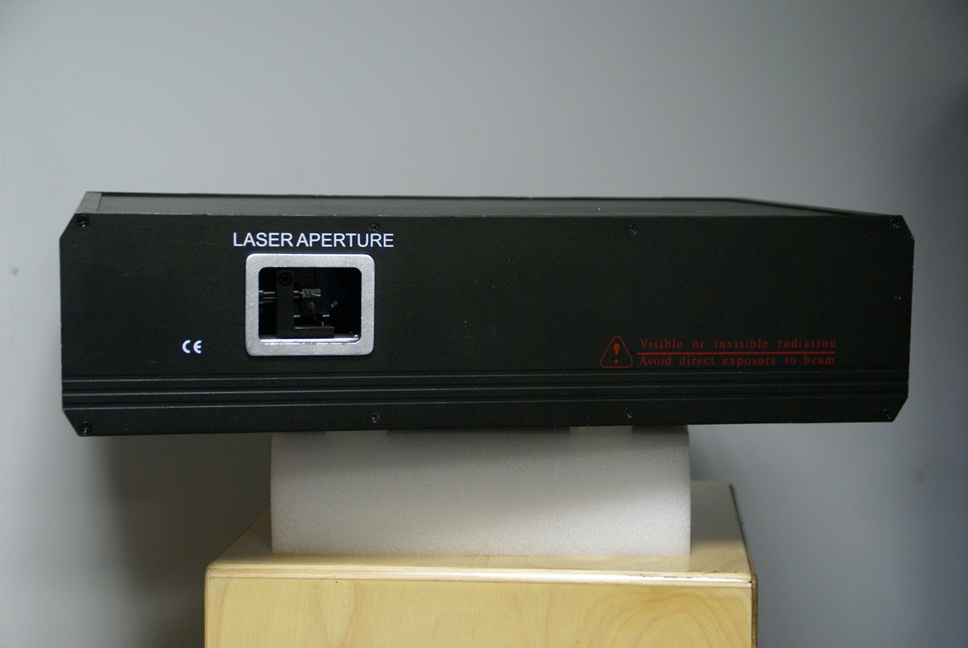 LASER APERTURE
CE
Visible or invisible radiation
Avoid direct exposure to beam